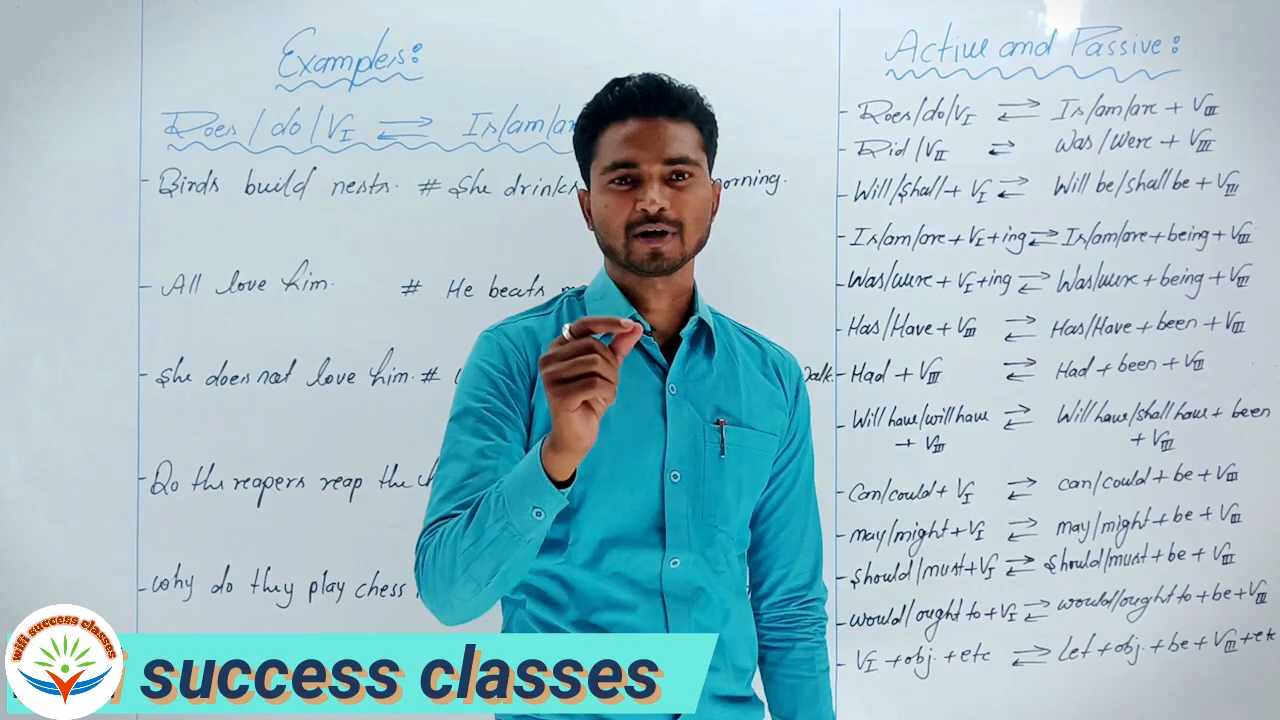 Examples:
Does/do/VI ⇄ Is/am/ar
Birds build nests. # She drinks orning.
All love him. # He beats
She does not love him. # walk.
Do the reapers reap the
Why do they play chess
Active and Passive:
Does/do/VI ⇄ Is/am/are + VIII
Did/VII ⇄ Was/Were + VIII
Will/Shall + VI ⇄ Will be/shall be + VIII
Is/am/are + VI + ing ⇄ Is/am/are + being + VIII
Was/were + VI + ing ⇄ Was/were + being + VIII
Has/Have + VIII ⇄ Has/Have + been + VIII
Had + VIII ⇄ Had + been + VIII
Will have/will have ⇄ Will have/shall have + been
+ VIII + VIII
Can/could + VI ⇄ can/could + be + VIII
may/might + VI ⇄ may/might + be + VIII
Should/must + VI ⇄ Should/must + be + VIII
would/ought to + VI ⇄ would/ought to + be + VIII
VI + obj. + etc ⇄ Let + obj. + be + VIII + etc
wifi success classes
success classes